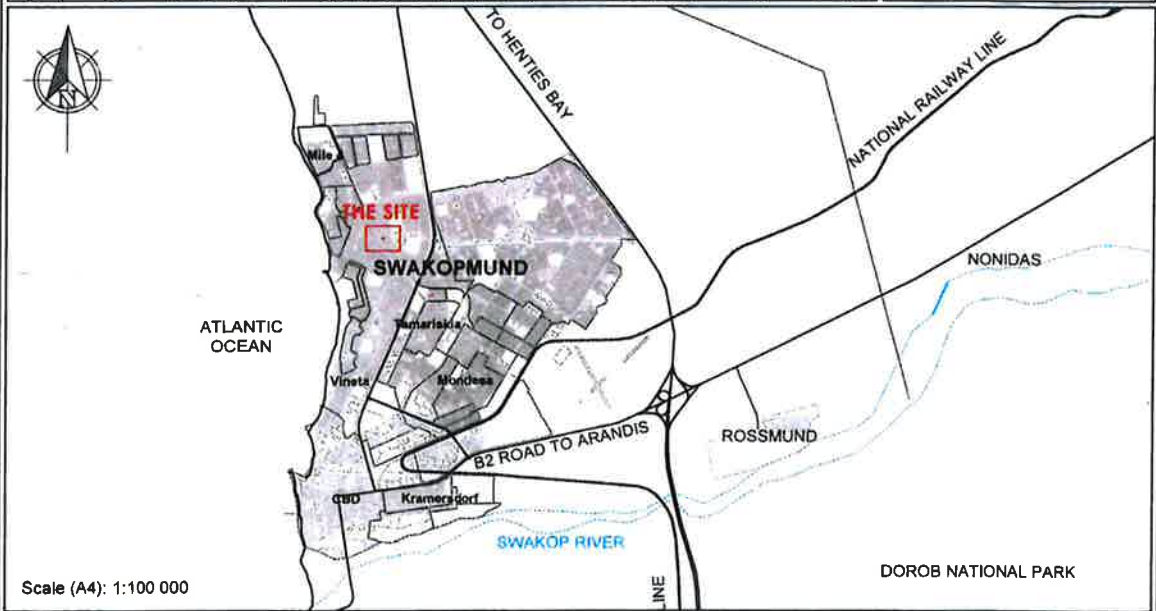 TO HENTIES BAY
NATIONAL RAILWAY LINE
N
Mile 4
THE SITE
SWAKOPMUND
NONIDAS
ATLANTIC
OCEAN
Tamariskia
Vineta
Mondesa
B2 ROAD TO ARANDIS
ROSSMUND
CBD
Kramersdorf
SWAKOP RIVER
LINE
DOROB NATIONAL PARK
Scale (A4): 1:100 000